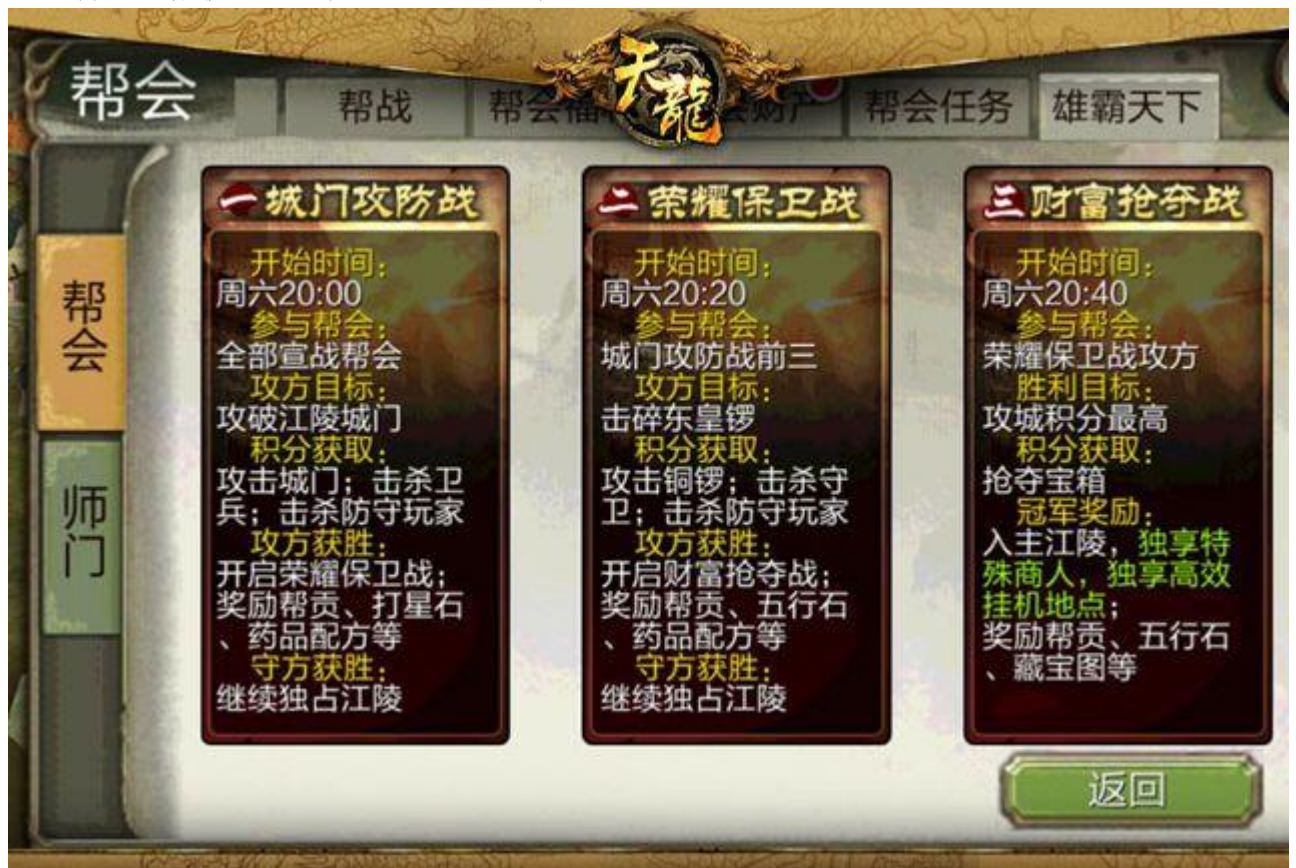 帮会
帮战
帮会
帮会任务
雄霸天下
天龍
帮会
师门
一 城门攻防战
开始时间：
周六20:00
参与帮会：
全部宣战帮会
攻方目标：
攻破江陵城门
积分获取：
攻击城门；击杀卫
兵；击杀防守玩家
攻方获胜：
开启荣耀保卫战；
奖励帮贡、打星石
、药品配方等
守方获胜：
继续独占江陵
二 荣耀保卫战
开始时间：
周六20:20
参与帮会：
城门攻防战前三
攻方目标：
击碎东皇锣
积分获取：
攻击铜锣；击杀守
卫；击杀防守玩家
攻方获胜：
开启财富抢夺战；
奖励帮贡、五行石
、药品配方等
守方获胜：
继续独占江陵
三 财富抢夺战
开始时间：
周六20:40
参与帮会：
荣耀保卫战攻方
胜利目标：
攻城积分最高
积分获取：
抢夺宝箱
冠军奖励：
入主江陵，独享特
殊商人，独享高效
挂机地点；
奖励帮贡、五行石
、藏宝图等
返回